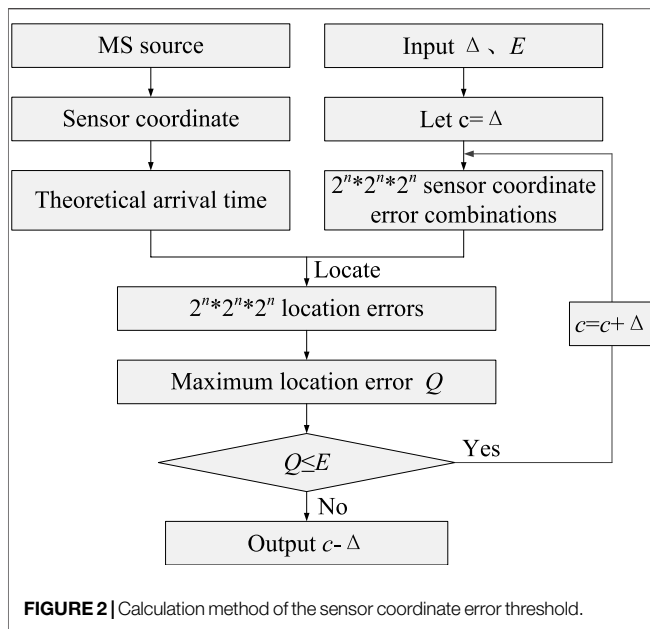 MS source
Sensor coordinate
Theoretical arrival time
Input Δ、E
Let c=Δ
2ⁿ*2ⁿ*2ⁿ sensor coordinate
error combinations
Locate
2ⁿ*2ⁿ*2ⁿ location errors
Maximum location error Q
Q≤E
Yes
c=c+Δ
No
Output c-Δ
FIGURE 2 | Calculation method of the sensor coordinate error threshold.